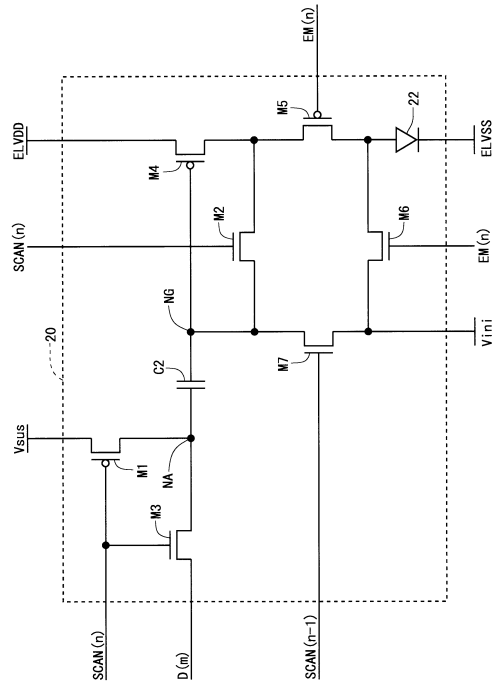 ELVDD
SCAN(n)
20
Vsus
M4
M2
NG
C2
M1
NA
M3
EM(n)
M5
22
M6
M7
ELVSS
EM(n)
Vini
SCAN(n)
D(m)
SCAN(n-1)